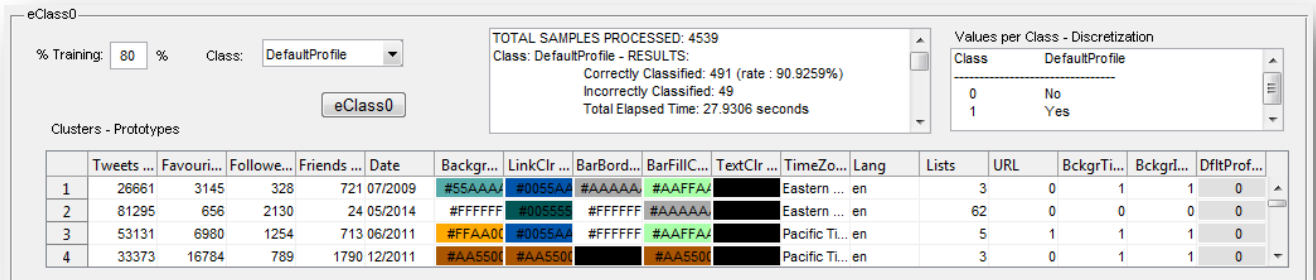 eClass0
% Training: 80 % Class: DefaultProfile
eClass0
TOTAL SAMPLES PROCESSED: 4539
Class: DefaultProfile - RESULTS:
Correctly Classified: 491 (rate : 90.9259%)
Incorrectly Classified: 49
Total Elapsed Time: 27.9306 seconds
Values per Class - Discretization
Class DefaultProfile
--------------------------------
0 No
1 Yes
Clusters - Prototypes
Tweets ... Favouri... Followe... Friends ... Date Backgr... LinkClr ... BarBord... BarFillC... TextClr ... TimeZo... Lang Lists URL BckgrTi... BckgrI... DfltProf...
1 26661 3145 328 721 07/2009 #55AAAA #0055AA #AAAAAA #AAFFAA Eastern ... en 3 0 1 1 0
2 81295 656 2130 24 05/2014 #FFFFFF #005555 #FFFFFF #AAAAAA Eastern ... en 62 0 0 0 0
3 53131 6980 1254 713 06/2011 #FFAA00 #0055AA #FFFFFF #AAFFAA Pacific Ti... en 5 1 1 1 0
4 33373 16784 789 1790 12/2011 #AA5500 #AA5500 #AA5500 Pacific Ti... en 3 0 1 1 0